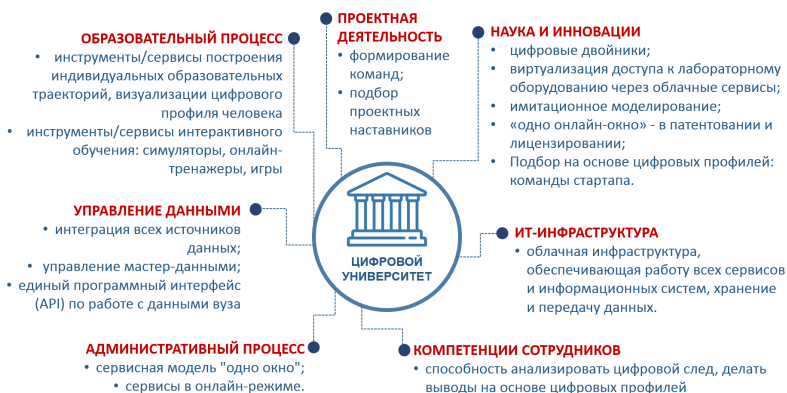 ОБРАЗОВАТЕЛЬНЫЙ ПРОЦЕСС
• инструменты/сервисы построения
индивидуальных образовательных
траекторий, визуализации цифрового
профиля человека
• инструменты/сервисы интерактивного
обучения: симуляторы, онлайн-
тренажеры, игры
ПРОЕКТНАЯ
ДЕЯТЕЛЬНОСТЬ
• формирование
команд;
• подбор
проектных
наставников
НАУКА И ИННОВАЦИИ
• цифровые двойники;
• виртуализация доступа к лабораторному
оборудованию через облачные сервисы;
• имитационное моделирование;
• «одно онлайн-окно» - в патентовании и
лицензировании;
• Подбор на основе цифровых профилей:
команды стартапа.
УПРАВЛЕНИЕ ДАННЫМИ
• интеграция всех источников
данных;
• управление мастер-данными;
• единый программный интерфейс
(API) по работе с данными вуза
ЦИФРОВОЙ
УНИВЕРСИТЕТ
ИТ-ИНФРАСТРУКТУРА
• облачная инфраструктура,
обеспечивающая работу всех сервисов
и информационных систем, хранение
и передачу данных.
АДМИНИСТРАТИВНЫЙ ПРОЦЕСС
• сервисная модель "одно окно";
• сервисы в онлайн-режиме.
КОМПЕТЕНЦИИ СОТРУДНИКОВ
• способность анализировать цифровой след, делать
выводы на основе цифровых профилей